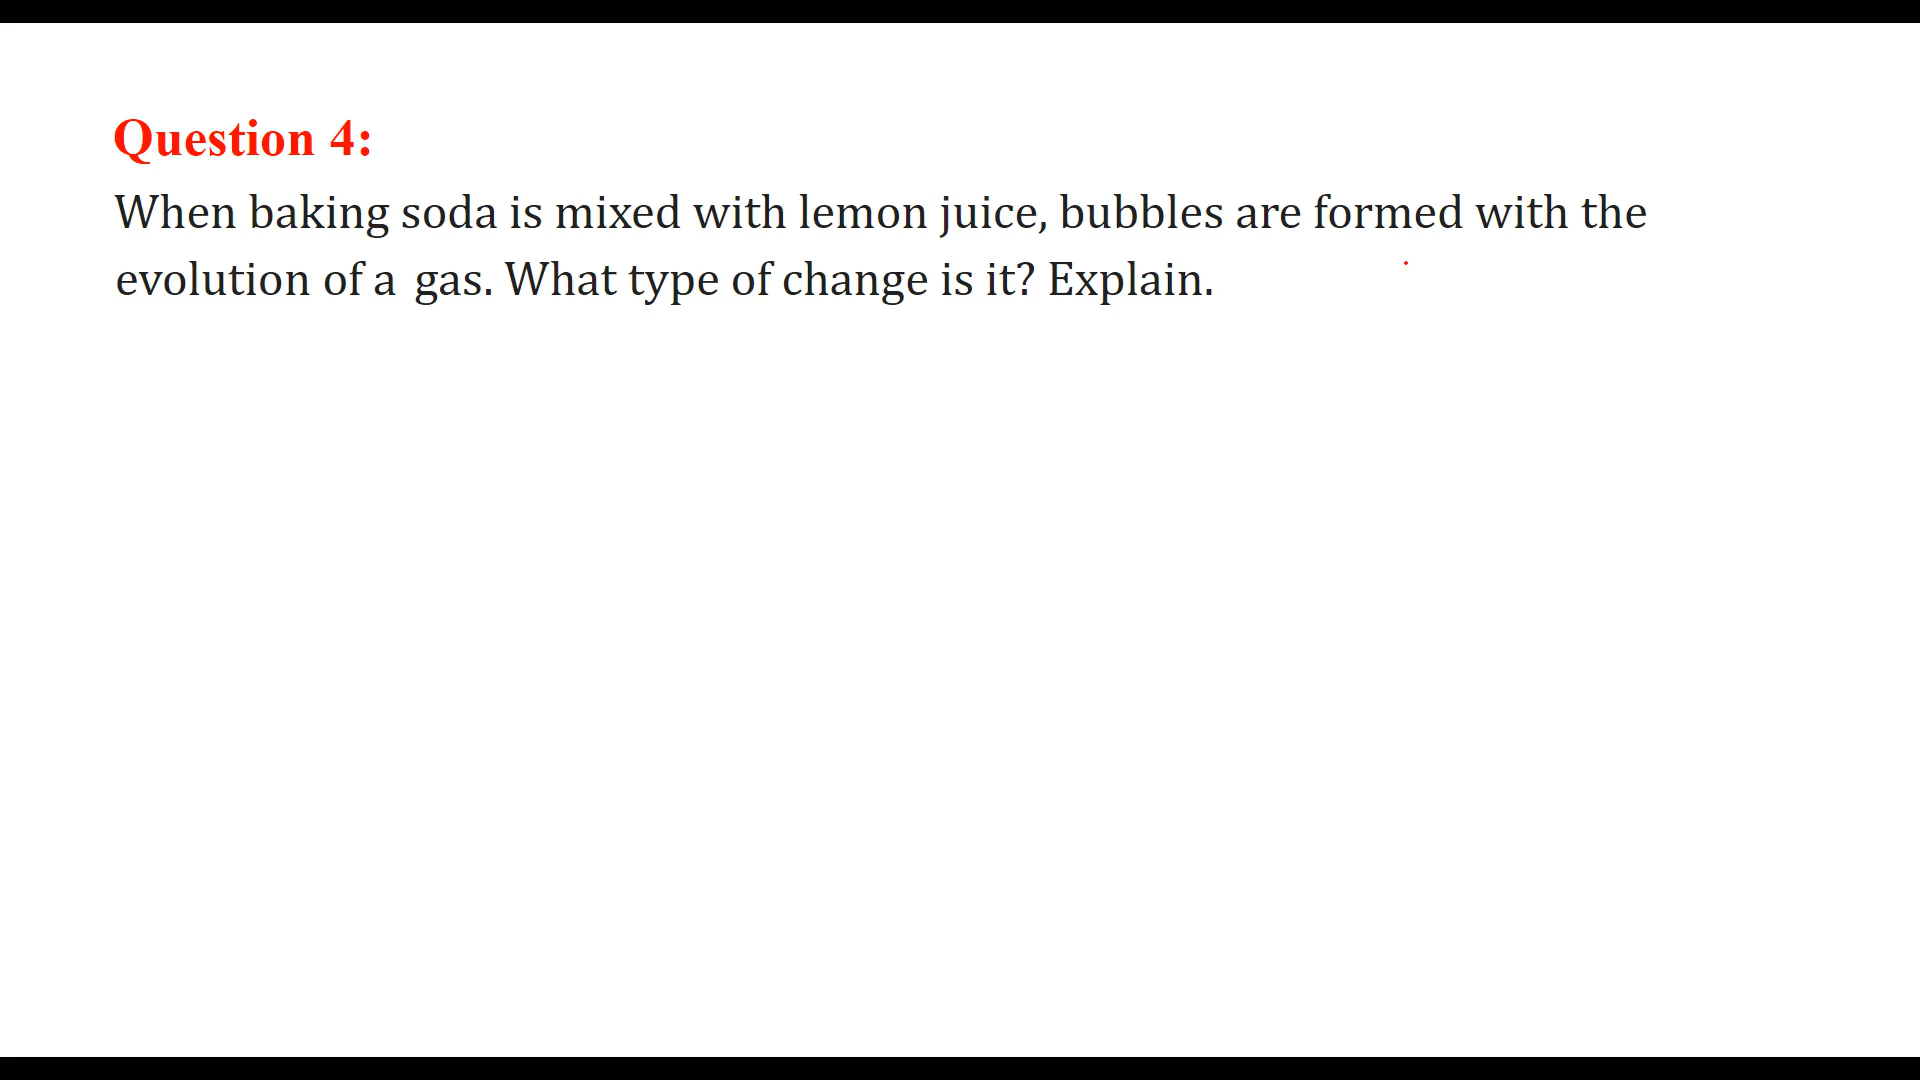 Question 4:
When baking soda is mixed with lemon juice, bubbles are formed with the
evolution of a gas. What type of change is it? Explain.